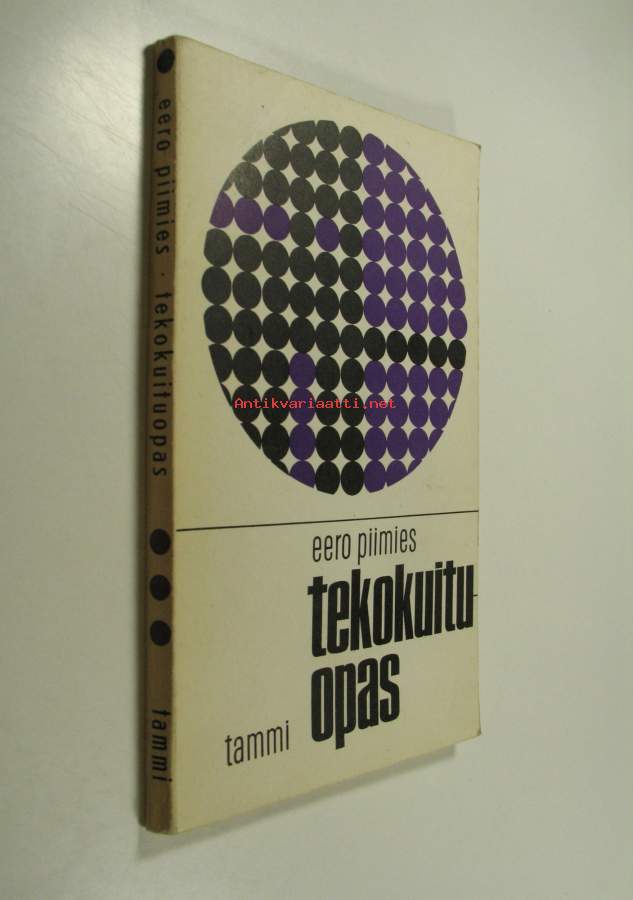 eero piimies · tekokuituopas
tammi
Antikvariaatti.net
eero piimies
tekokuitu-
opas
tammi